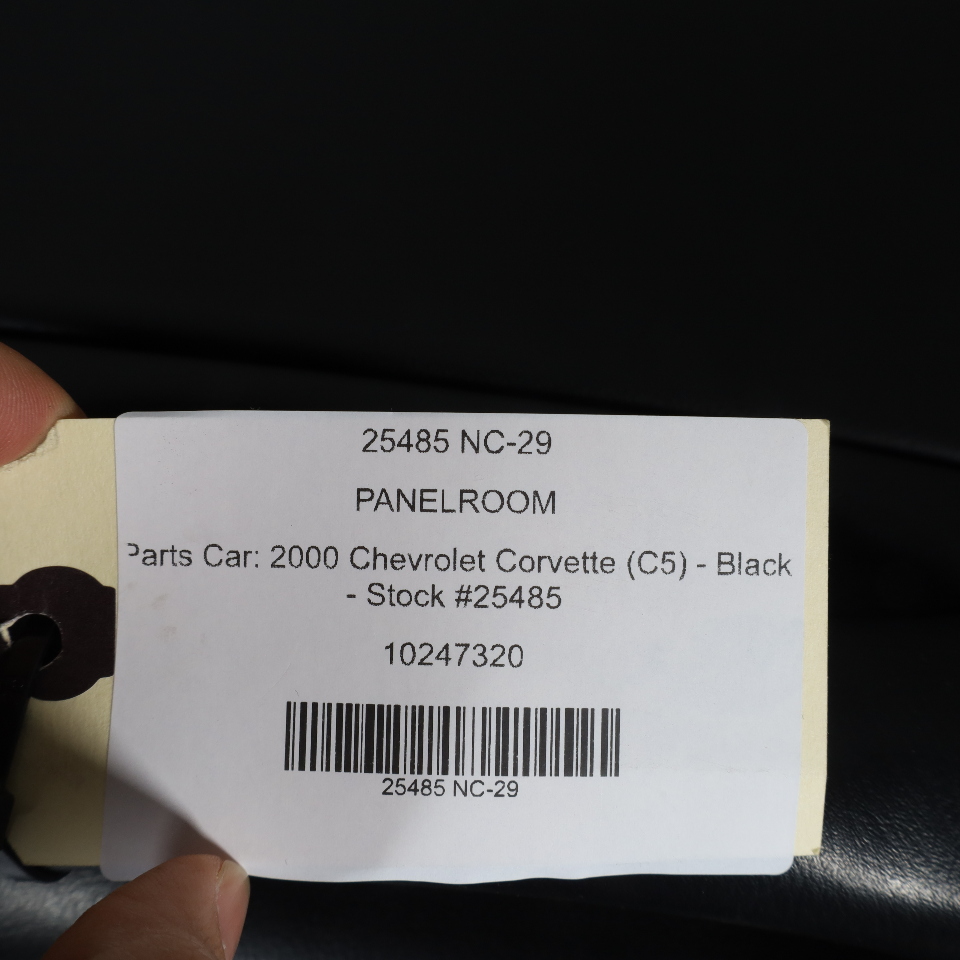 25485 NC-29
PANELROOM
Parts Car: 2000 Chevrolet Corvette (C5) - Black
- Stock #25485
10247320
25485 NC-29